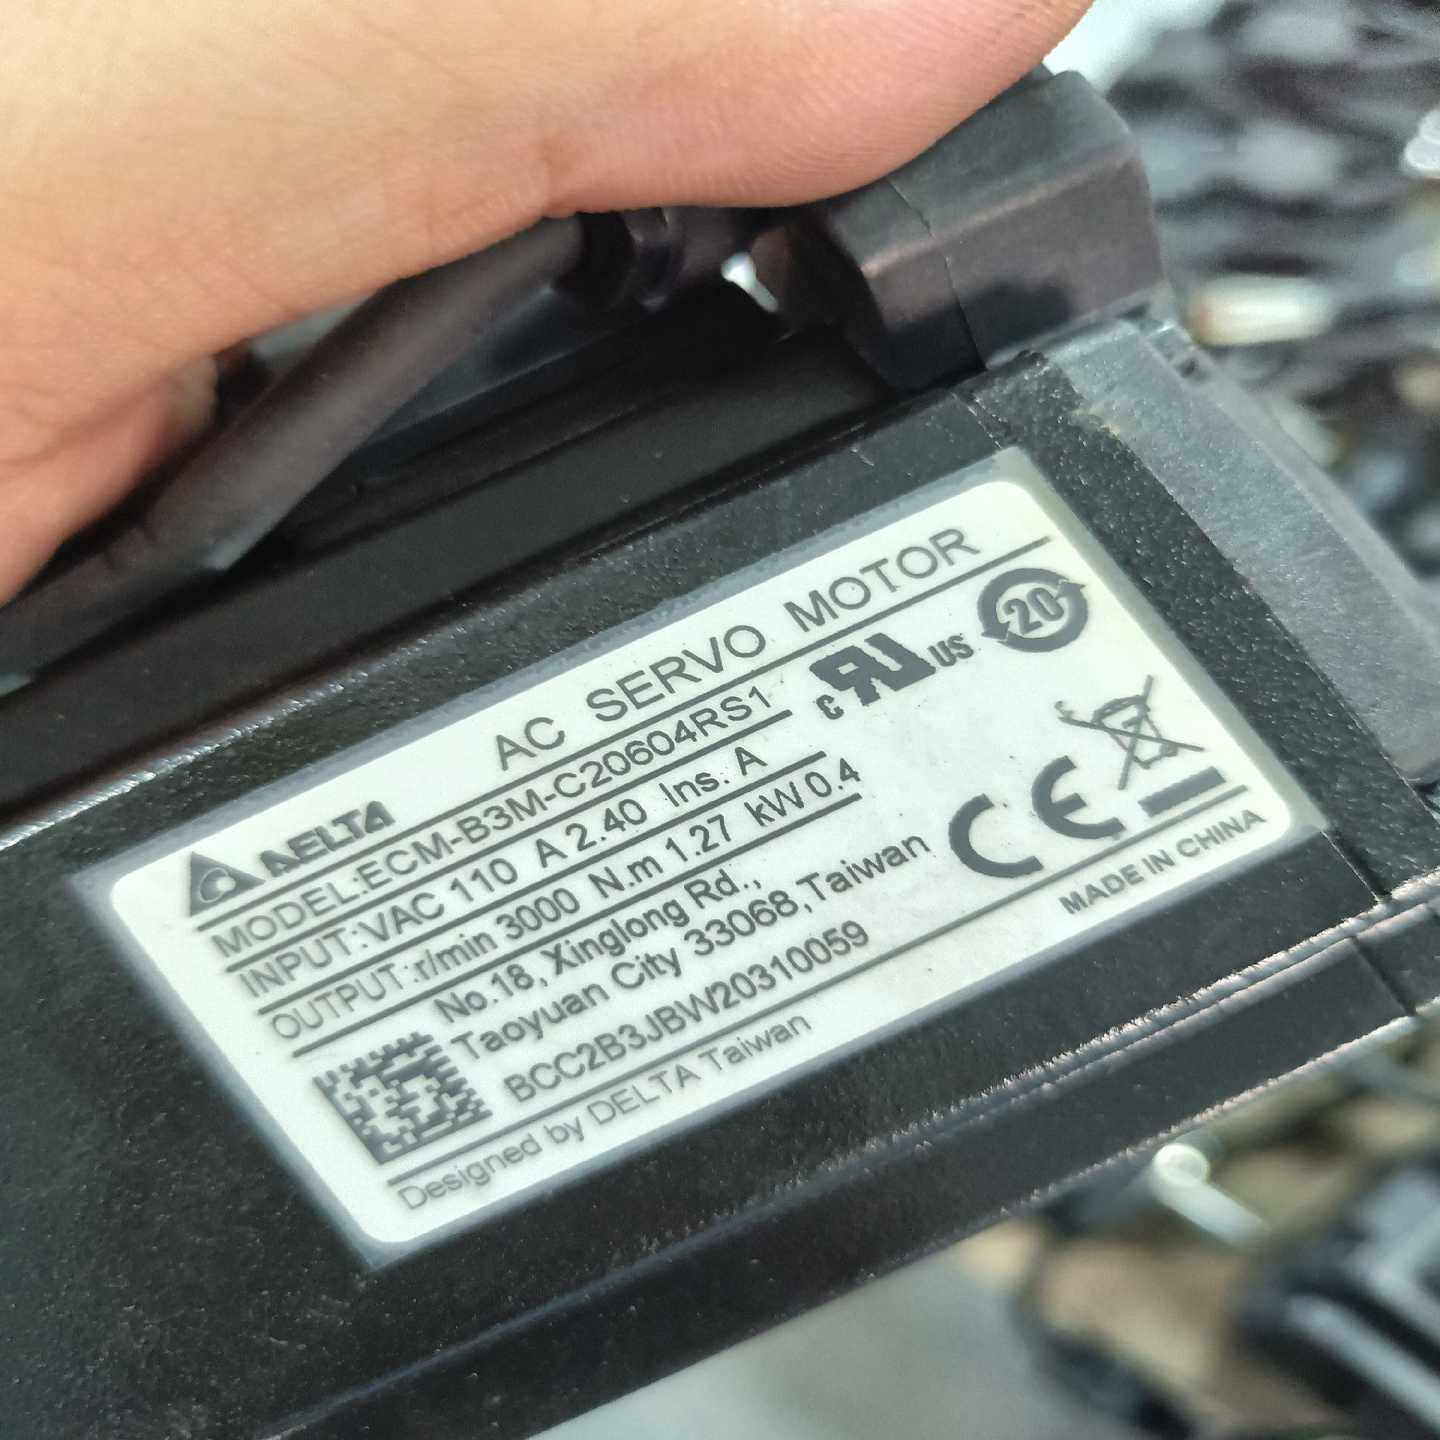 DELTA
AC SERVO MOTOR
MODEL:ECM-B3M-C20604RS1
INPUT:VAC 110 A 2.40 Ins. A
OUTPUT:r/min 3000 N.m 1.27 kW 0.4
c RU US
20
CE
No.18, Xinglong Rd.,
Taoyuan City 33068,Taiwan
BCC2B3JBW20310059
MADE IN CHINA
Designed by DELTA Taiwan